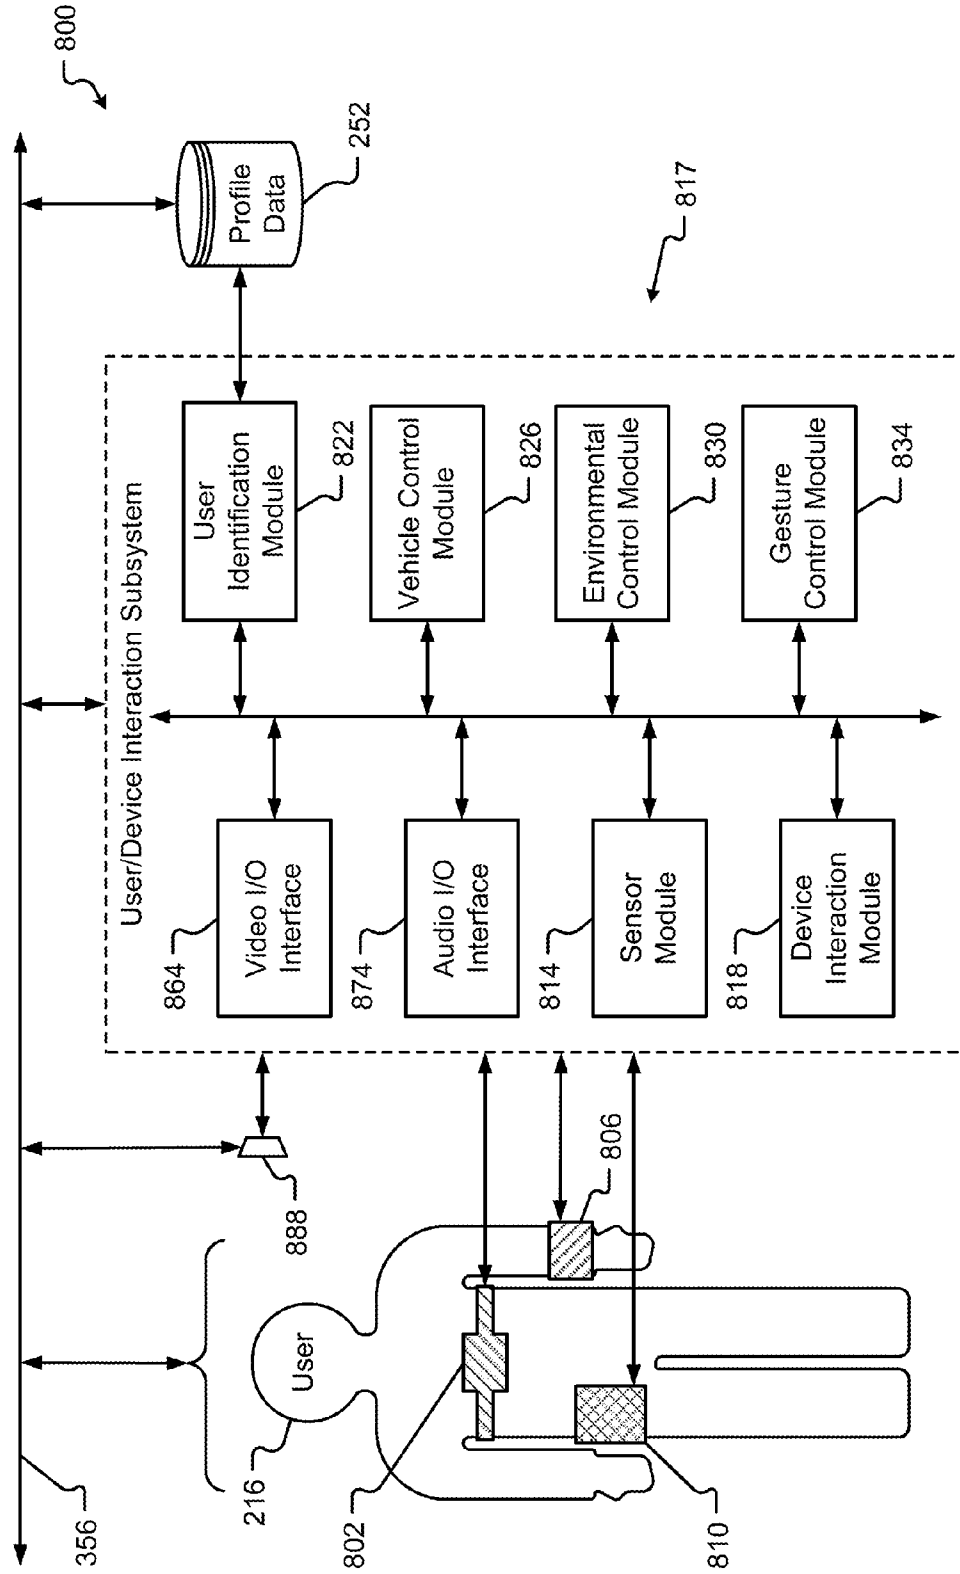 800
356
Profile
Data
252
817
User/Device Interaction Subsystem
864
Video I/O
Interface
User
Identification
Module
822
874
Audio I/O
Interface
Vehicle Control
Module
826
814
Sensor
Module
Environmental
Control Module
830
818
Device
Interaction
Module
Gesture
Control Module
834
888
216
User
806
802
810